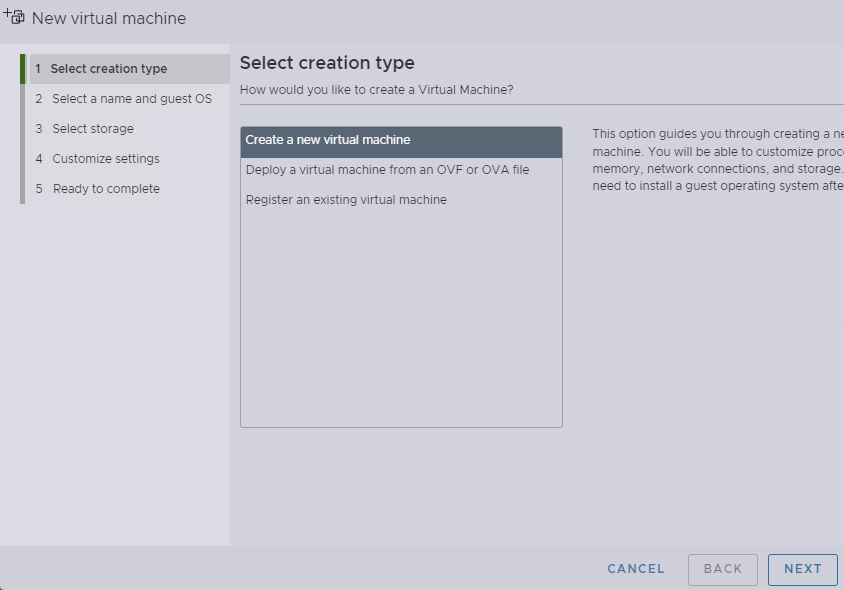 New virtual machine
1 Select creation type
2 Select a name and guest OS
3 Select storage
4 Customize settings
5 Ready to complete
Select creation type
How would you like to create a Virtual Machine?
Create a new virtual machine
Deploy a virtual machine from an OVF or OVA file
Register an existing virtual machine
This option guides you through creating a
machine. You will be able to customize
memory, network connections, and storage.
need to install a guest operating system
CANCEL
BACK
NEXT